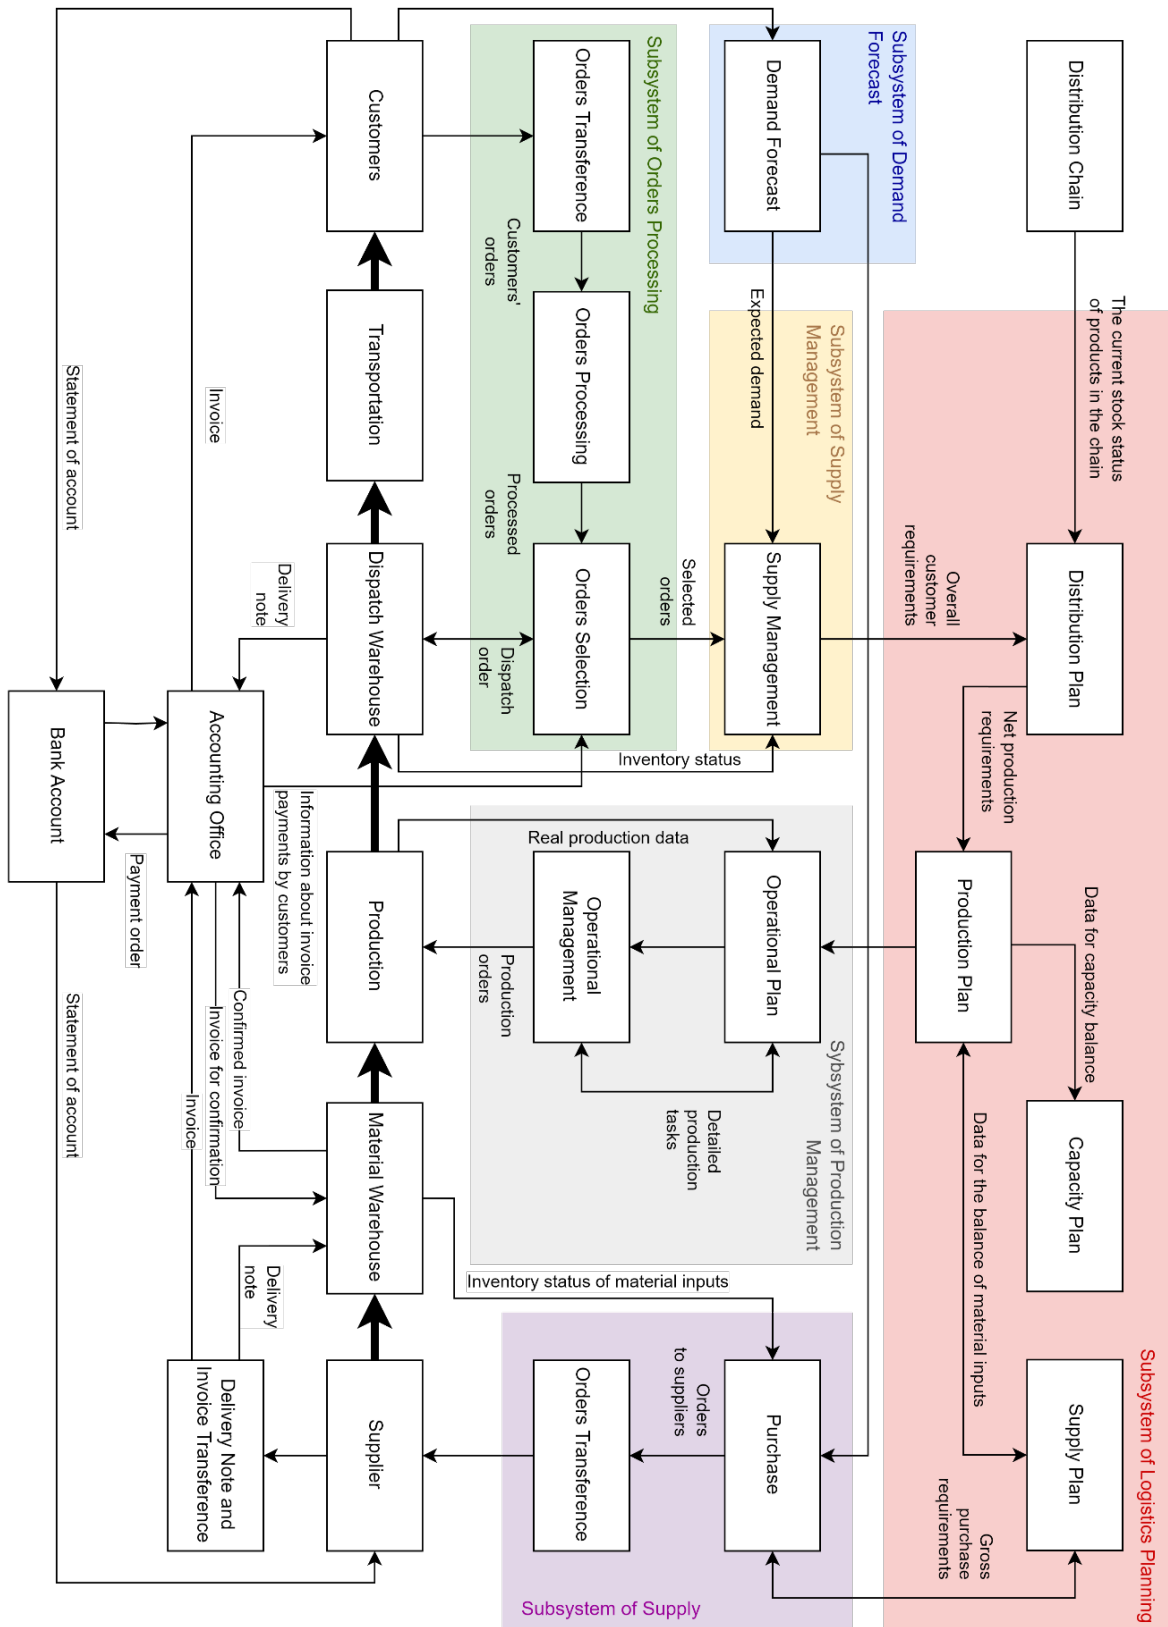 Distribution Chain
The current stock status
of products in the chain
Distribution Plan
Capacity Plan
Supply Plan
Subsystem of Logistics Planning
Data for capacity balance
Net production
requirements
Production Plan
Data for the balance of material inputs
Gross
purchase
requirements
Overall
customer
requirements
Subsystem of Demand
Forecast
Demand Forecast
Expected demand
Subsystem of Supply
Management
Supply Management
Sybsystem of Production
Management
Operational Plan
Purchase
Selected
orders
Inventory status
Detailed
production
tasks
Orders
to suppliers
Subsystem of Orders Processing
Orders Transference
Orders Processing
Orders Selection
Real production data
Operational
Management
Orders Transference
Subsystem of Supply
Customers'
orders
Processed
orders
Dispatch
order
Production
orders
Inventory status of material inputs
Customers
Transportation
Dispatch Warehouse
Production
Material Warehouse
Supplier
Delivery
note
Information about invoice
payments by customers
Delivery
note
Invoice
Confirmed invoice
Invoice for confirmation
Invoice
Accounting Office
Delivery Note and
Invoice Transference
Payment order
Statement of account
Bank Account
Statement of account